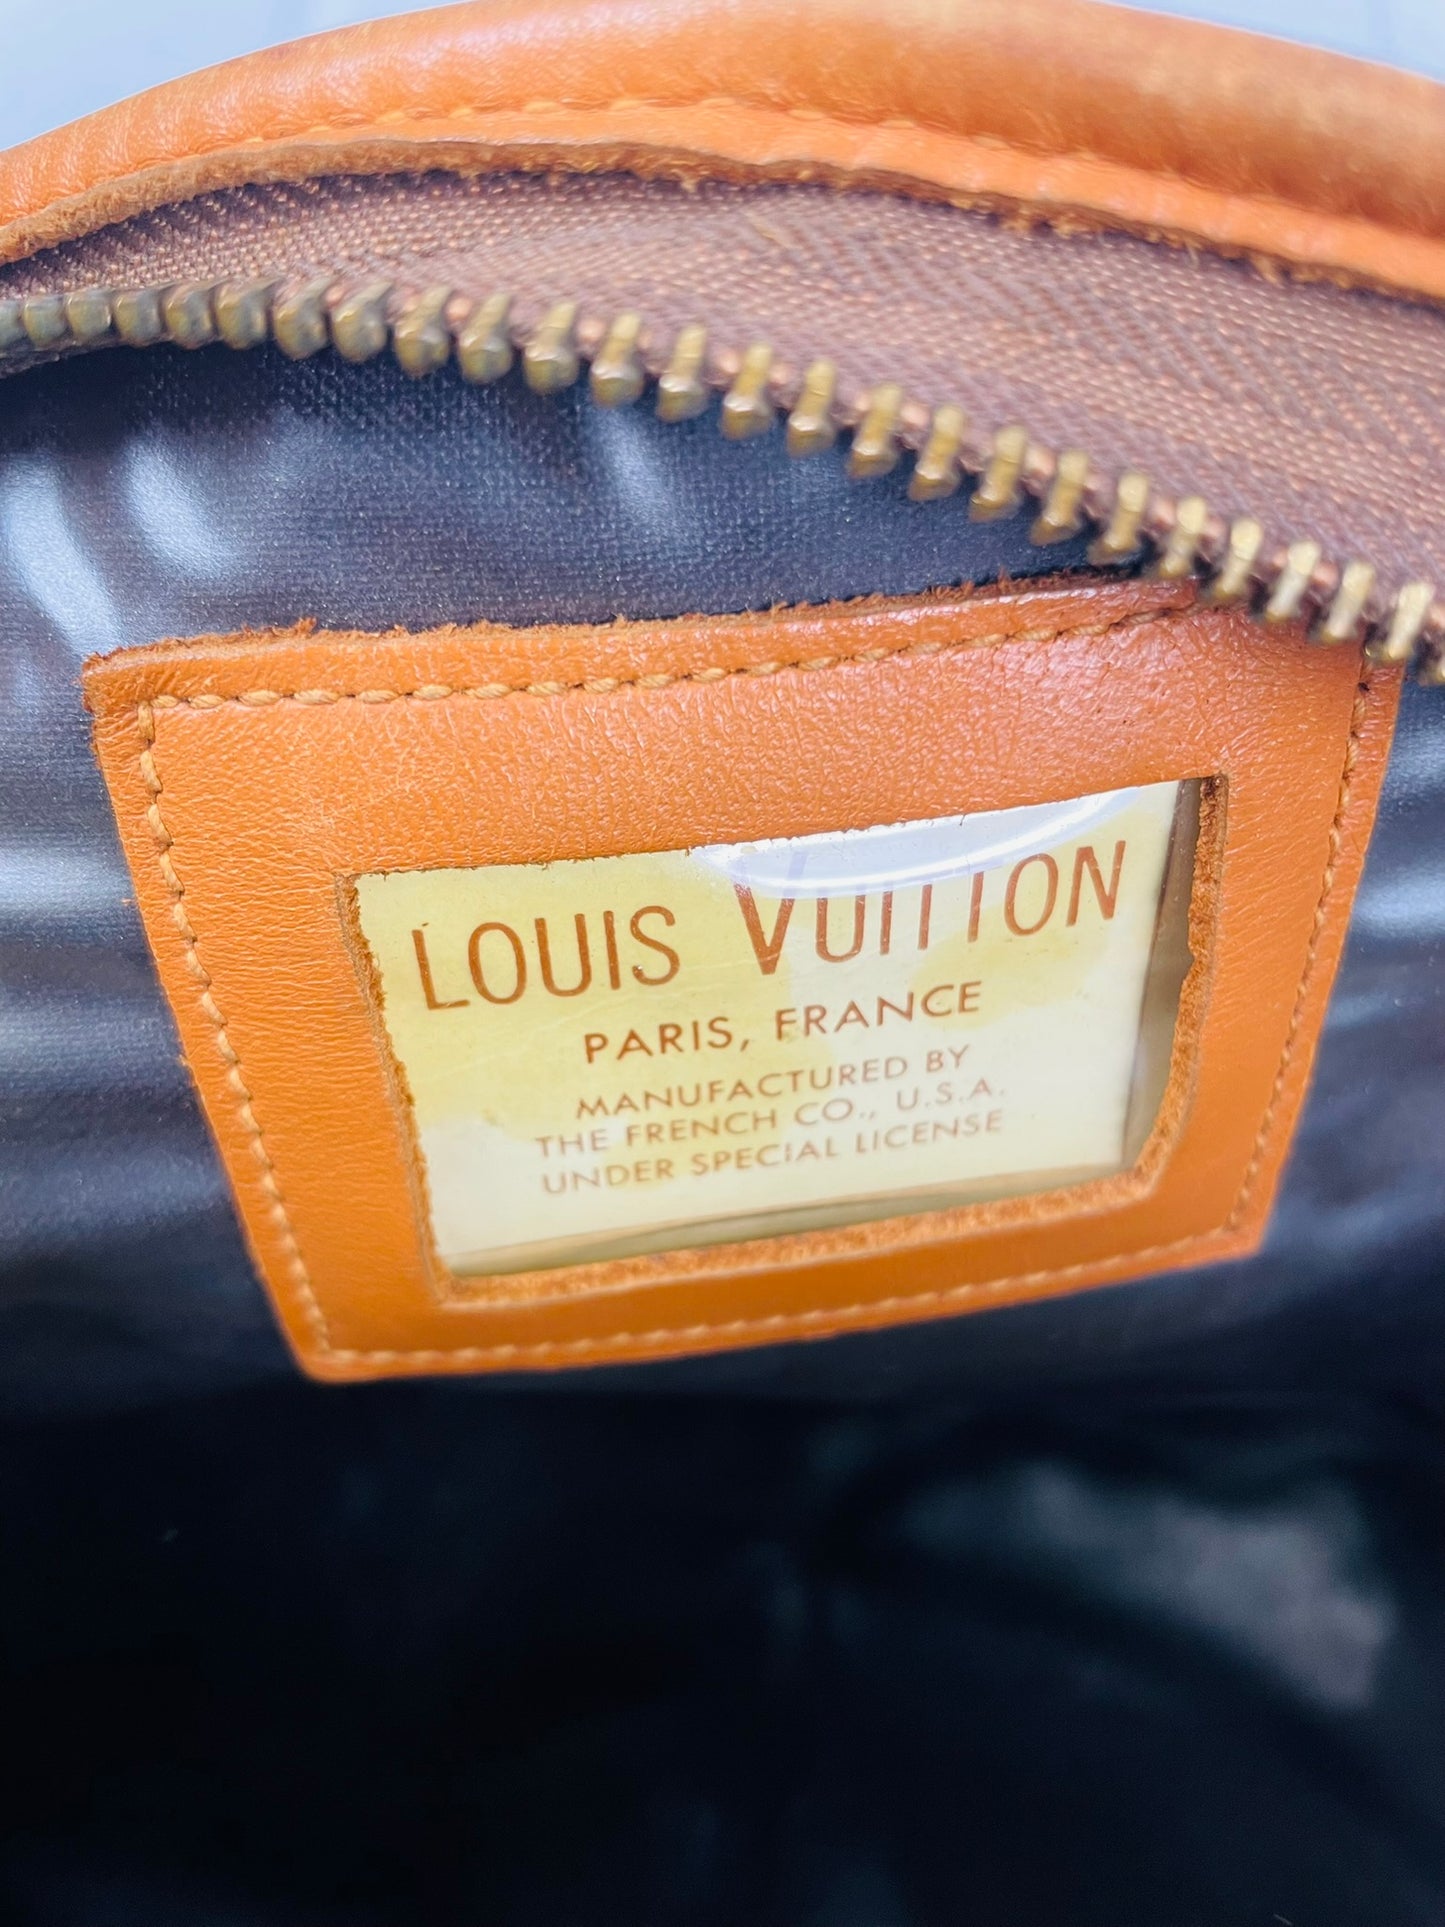 LOUIS VUITTON
PARIS, FRANCE
MANUFACTURED BY
THE FRENCH CO., U.S.A.
UNDER SPECIAL LICENSE